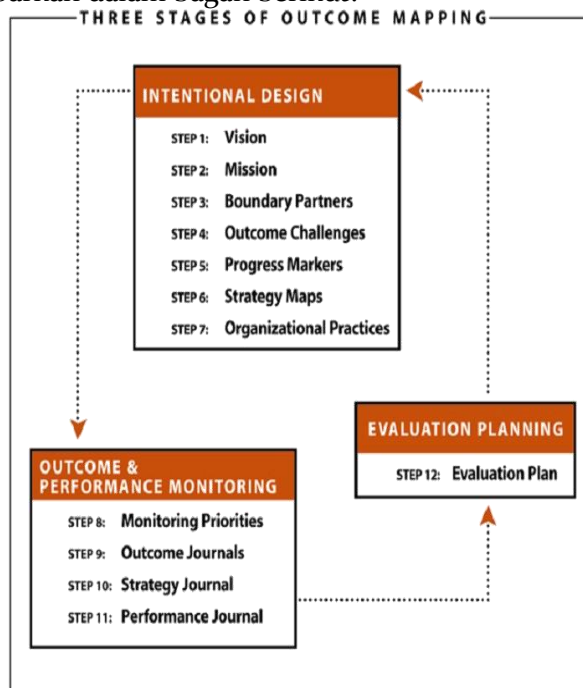 dalam bagan berikut:
THREE STAGES OF OUTCOME MAPPING
INTENTIONAL DESIGN
STEP 1: Vision
STEP 2: Mission
STEP 3: Boundary Partners
STEP 4: Outcome Challenges
STEP 5: Progress Markers
STEP 6: Strategy Maps
STEP 7: Organizational Practices
EVALUATION PLANNING
STEP 12: Evaluation Plan
OUTCOME &
PERFORMANCE MONITORING
STEP 8: Monitoring Priorities
STEP 9: Outcome Journals
STEP 10: Strategy Journal
STEP 11: Performance Journal